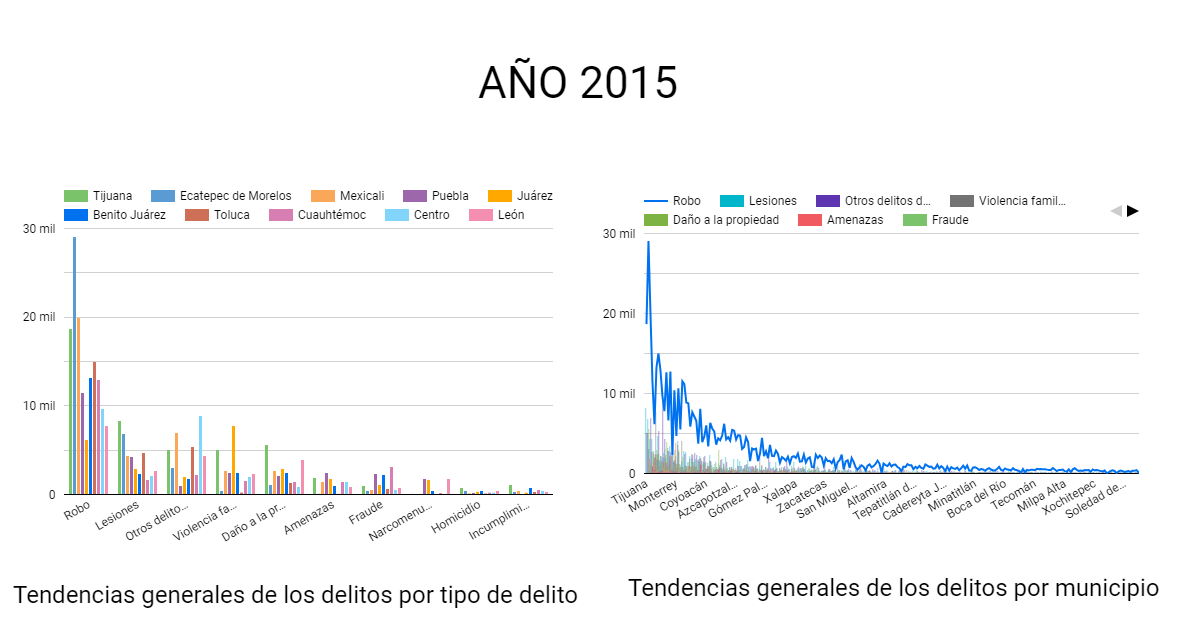 AÑO 2015
Tijuana Ecatepec de Morelos Mexicali Puebla Juárez
Benito Juárez Toluca Cuauhtémoc Centro León
30 mil
20 mil
10 mil
0
Robo Lesiones Otros delito... Violencia fa... Daño a la pr... Amenazas Fraude Narcomenu... Homicidio Incumplimi...
Tendencias generales de los delitos por tipo de delito
Robo Lesiones Otros delitos d... Violencia famil...
Daño a la propiedad Amenazas Fraude
30 mil
20 mil
10 mil
0
Tijuana Monterrey Coyoacán Azcapotzal... Gómez Pal... Xalapa Zacatecas San Miguel... Altamira Tepatitlán d... Cadereyta J... Minatitlán Boca del Río Tecomán Milpa Alta Xochitepec Soledad de...
Tendencias generales de los delitos por municipio